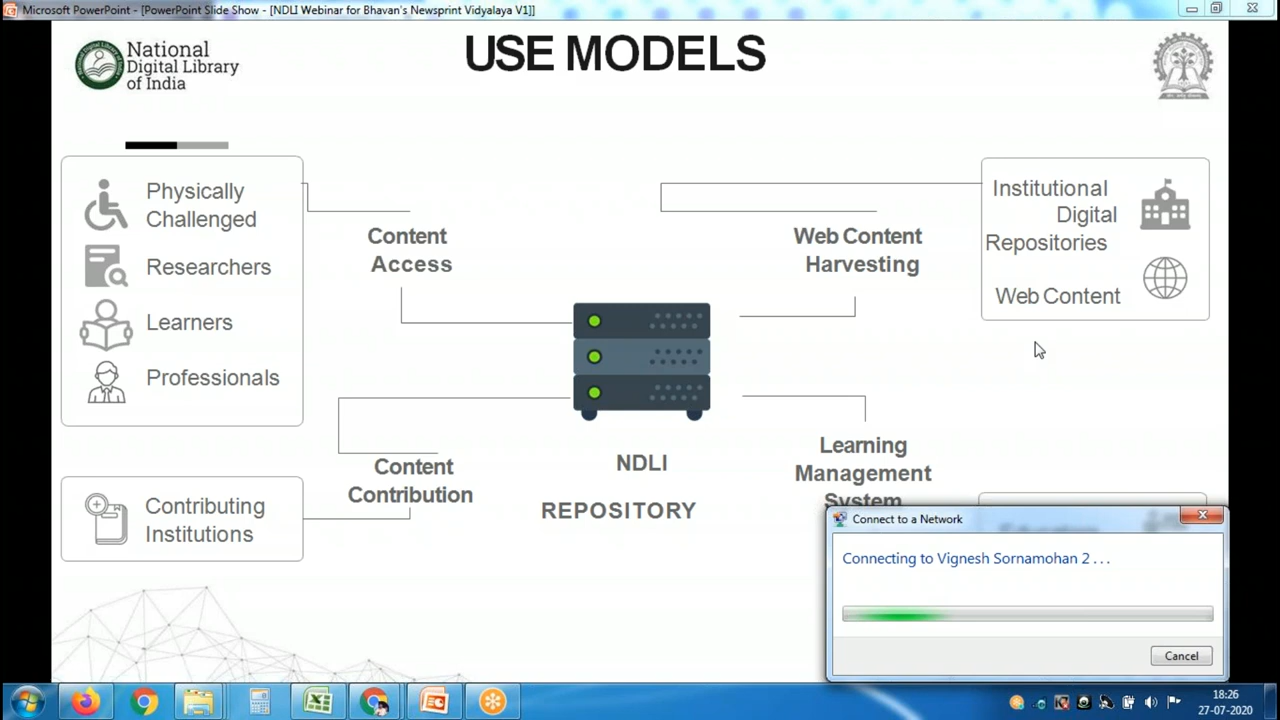 Microsoft PowerPoint - [PowerPoint Slide Show - [NDLI Webinar for Bhavan's Newsprint Vidyalaya V1]]
National
Digital Library
of India
USE MODELS
Physically
Challenged
Researchers
Learners
Professionals
Content
Access
Web Content
Harvesting
Institutional
Digital
Repositories
Web Content
NDLI
REPOSITORY
Content
Contribution
Contributing
Institutions
Learning
Management
System
Connect to a Network
Connecting to Vignesh Sornamohan 2 . . .
Cancel
18:26
27-07-2020